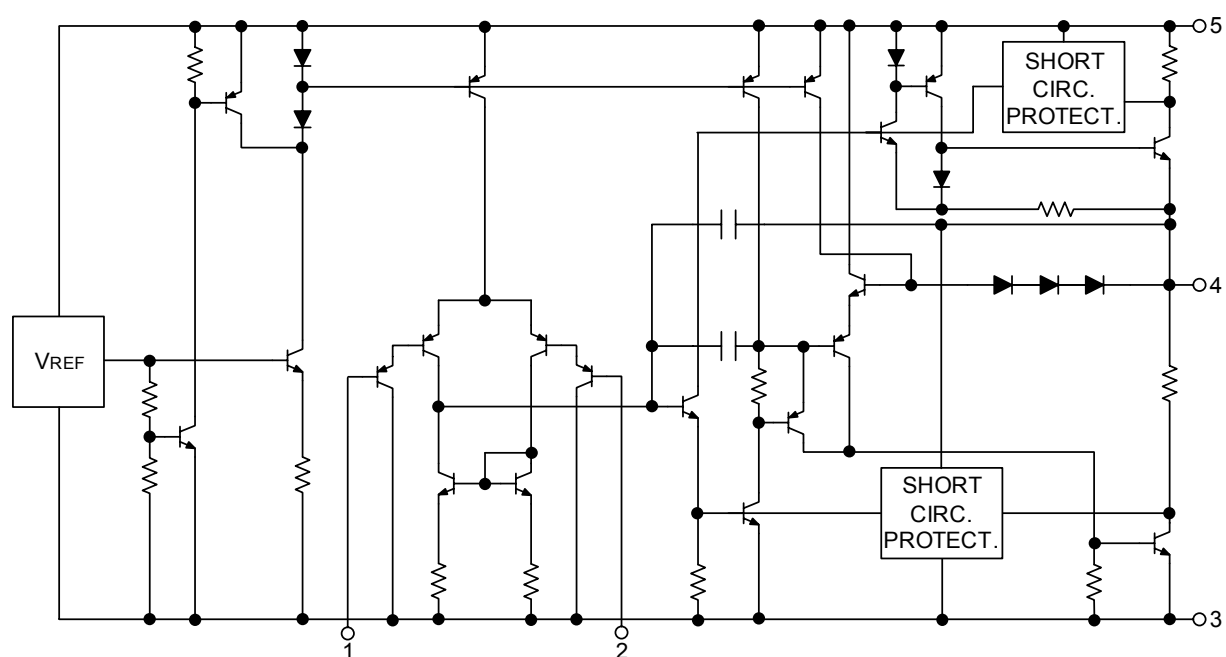 5
SHORT
CIRC.
PROTECT.
4
VREF
SHORT
CIRC.
PROTECT.
3
1
2